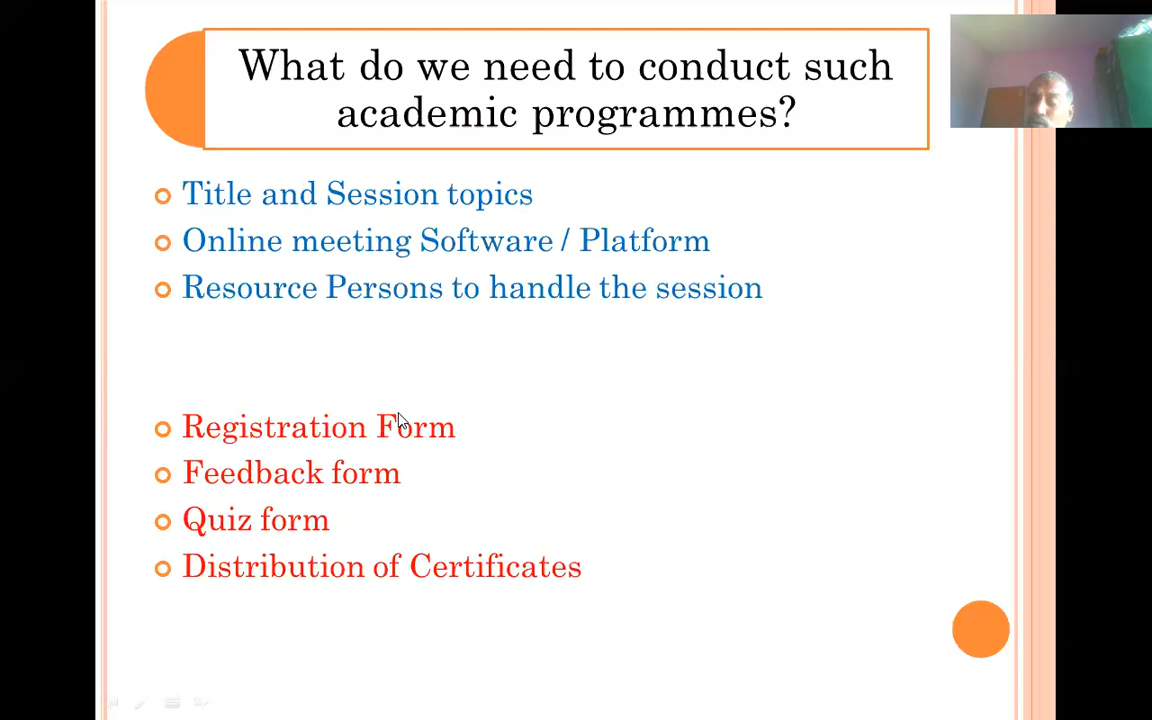 What do we need to conduct such
academic programmes?
Title and Session topics
Online meeting Software / Platform
Resource Persons to handle the session
Registration Form
Feedback form
Quiz form
Distribution of Certificates